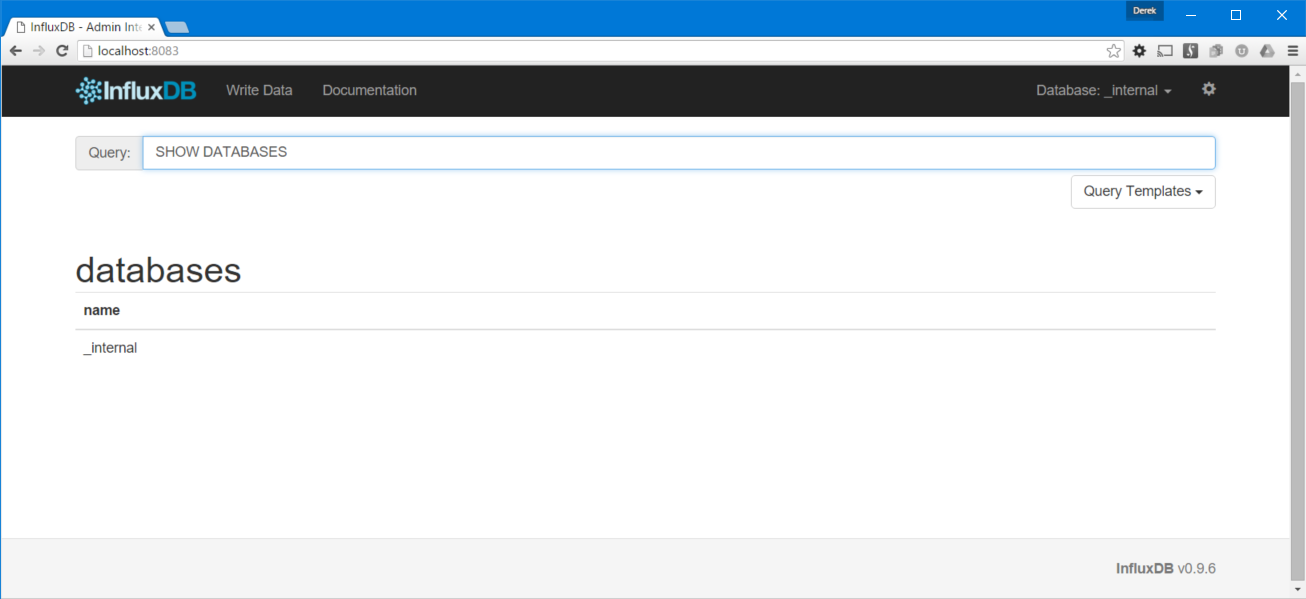 Derek
InfluxDB - Admin Inte
localhost:8083
InfluxDB Write Data Documentation Database: _internal
Query: SHOW DATABASES
Query Templates
databases
name
_internal
InfluxDB v0.9.6